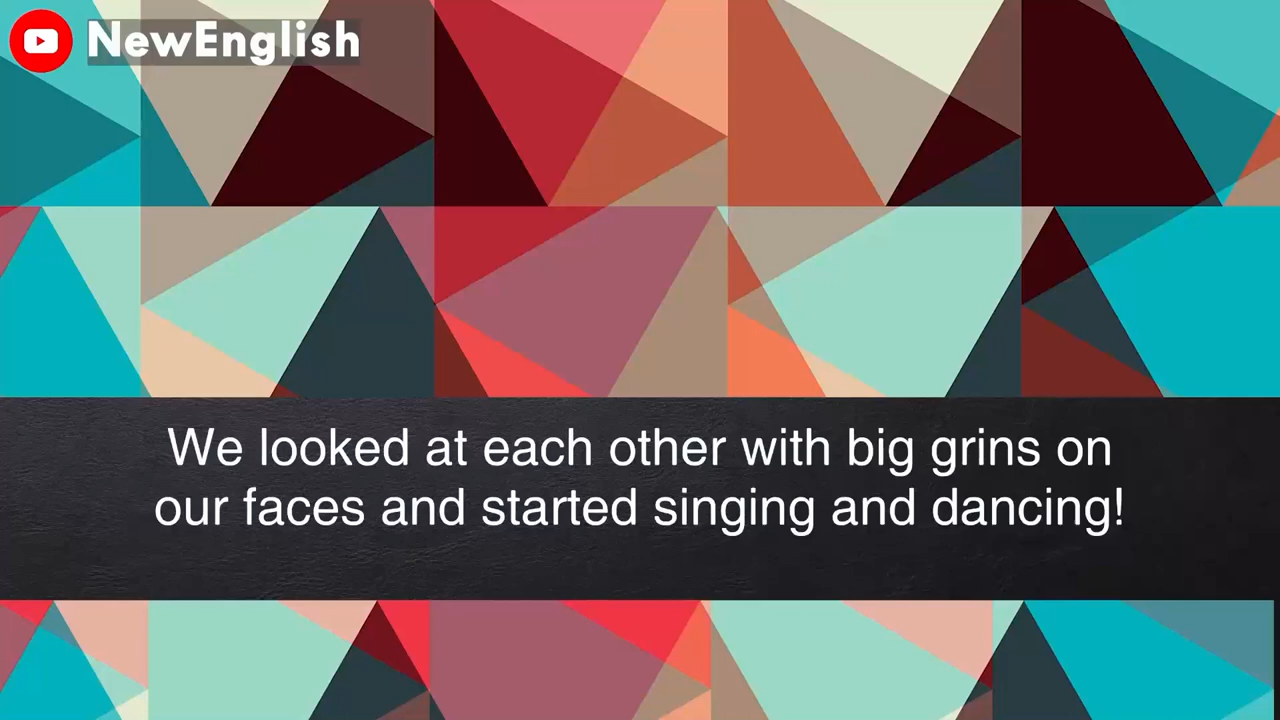 NewEnglish
We looked at each other with big grins on
our faces and started singing and dancing!